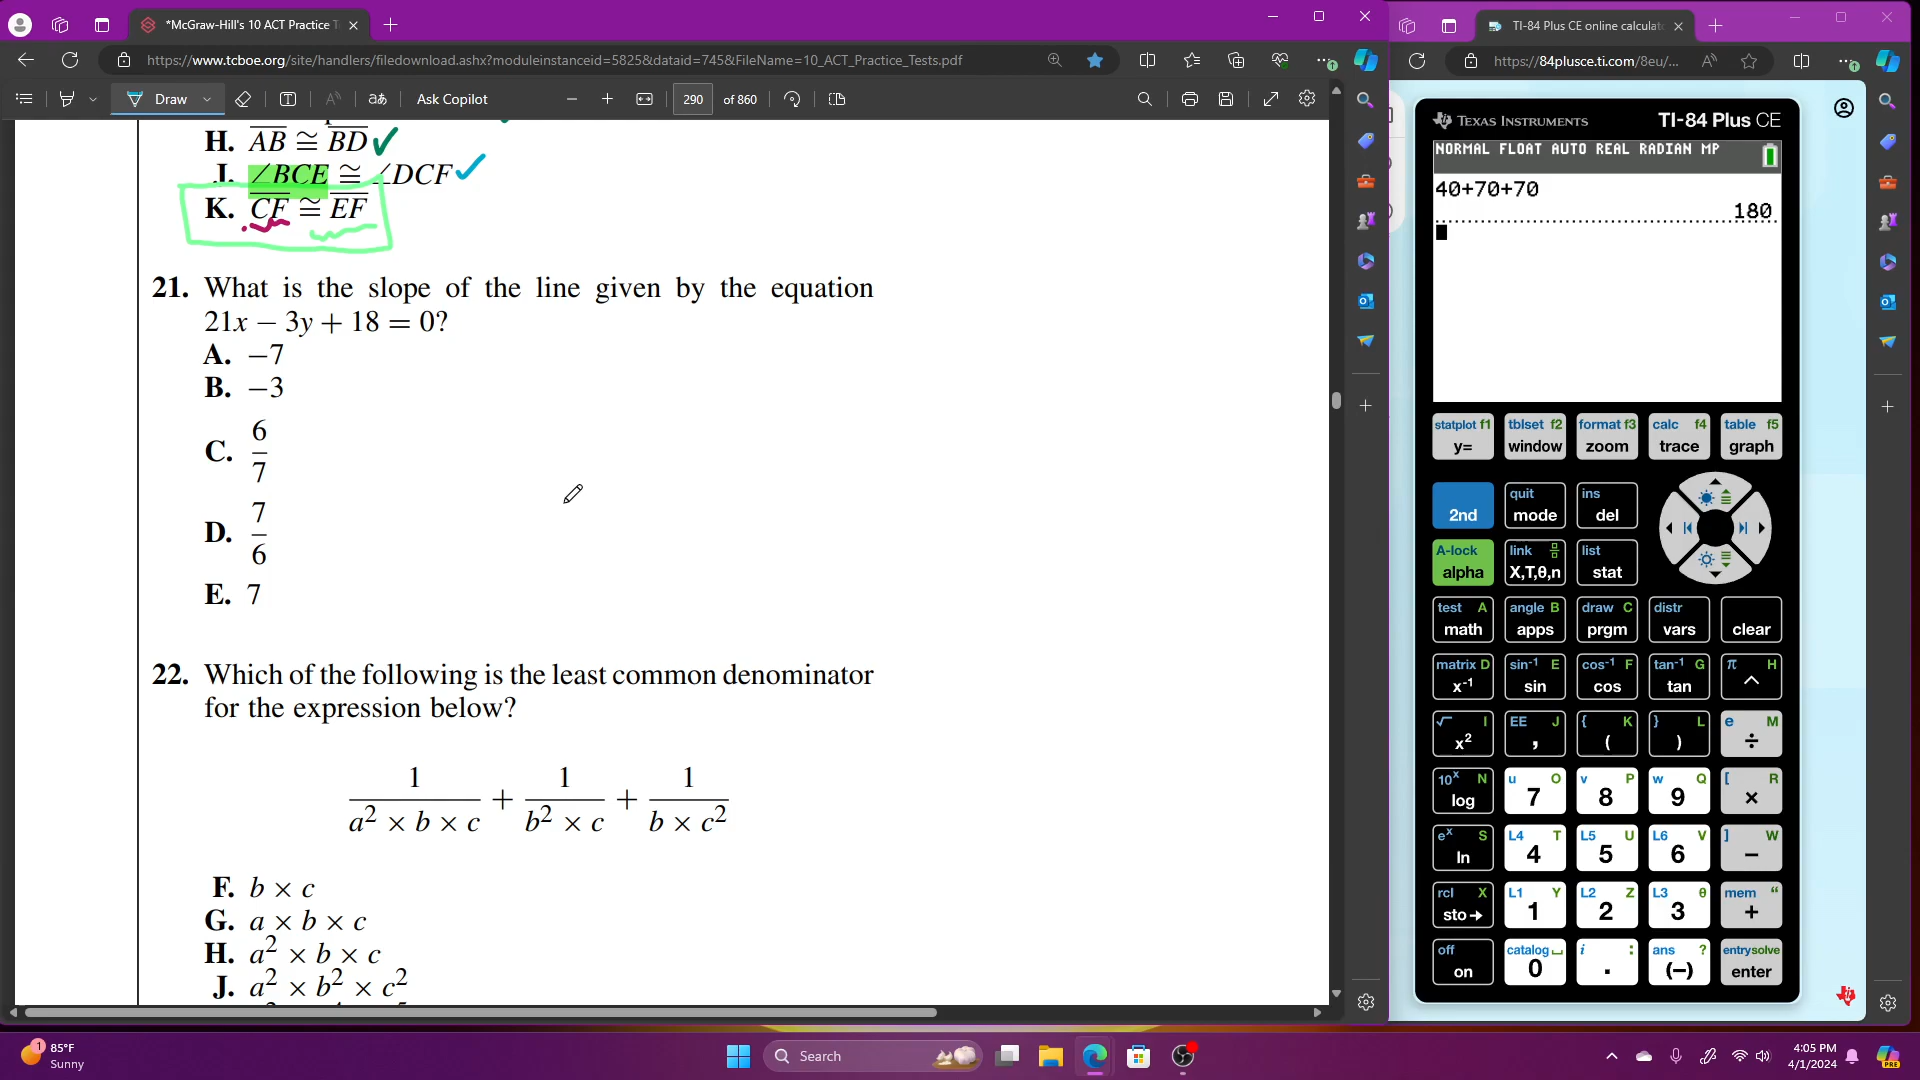 *McGraw-Hill's 10 ACT Practice T
https://www.tcboe.org/site/handlers/filedownload.ashx?moduleinstanceid=5825&dataid=745&FileName=10_ACT_Practice_Tests.pdf
Draw
Ask Copilot
290 of 860
H. AB ≅ BD ✓
J. ∠BCE ≅ ∠DCF ✓
K. CF ≅ EF
21. What is the slope of the line given by the equation
21x − 3y + 18 = 0?
A. −7
B. −3
C. 6/7
D. 7/6
E. 7
22. Which of the following is the least common denominator
for the expression below?
1/(a² × b × c) + 1/(b² × c) + 1/(b × c²)
F. b × c
G. a × b × c
H. a² × b × c
J. a² × b² × c²
TI-84 Plus CE online calculat
https://84plusce.ti.com/8eu/...
TEXAS INSTRUMENTS TI-84 Plus CE
NORMAL FLOAT AUTO REAL RADIAN MP
40+70+70
180
statplot f1 tblset f2 format f3 calc f4 table f5
y= window zoom trace graph
quit ins
2nd mode del
A-lock link list
alpha X,T,θ,n stat
test A angle B draw C distr
math apps prgm vars clear
matrix D sin⁻¹ E cos⁻¹ F tan⁻¹ G π H
x⁻¹ sin cos tan ^
√ I EE J { K } L e M
x² , ( ) ÷
10ˣ N u O v P w Q [ R
log 7 8 9 ×
eˣ S L4 T L5 U L6 V ] W
ln 4 5 6 −
rcl X L1 Y L2 Z L3 θ mem “
sto→ 1 2 3 +
off catalog i : ans ? entry solve
on 0 . (−) enter
1
85°F
Sunny
Search
4:05 PM
4/1/2024
PRE